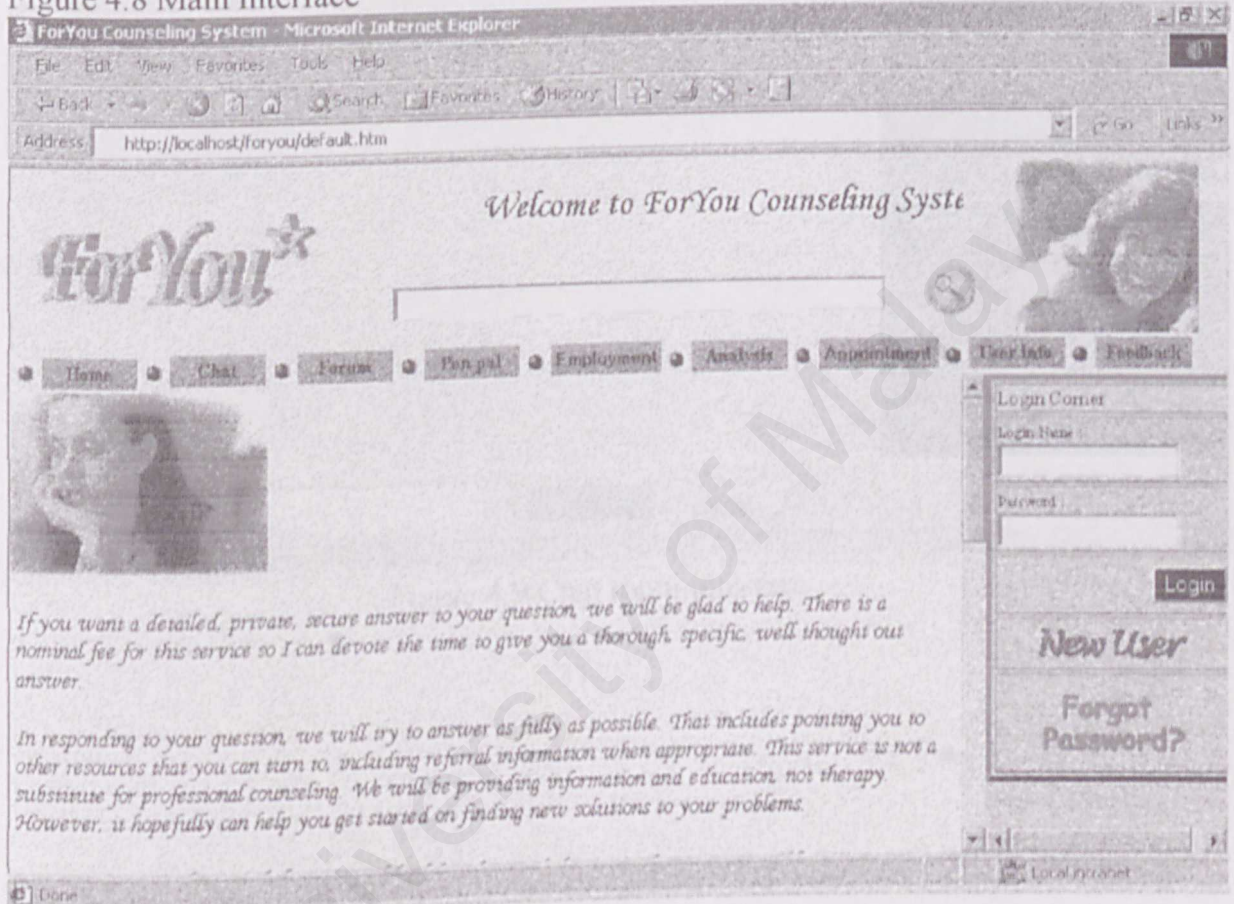 Figure 4.8 Main Interface
ForYou Counseling System - Microsoft Internet Explorer
File Edit View Favorites Tools Help
Back Search Favorites History
Address http://localhost/foryou/default.htm Go Links »
Welcome to ForYou Counseling Syste
ForYou
Home Chat Forum Pen pal Employment Analysis Appointment User Info Feedback
Login Corner
Login Name :
Password :
Login
New User
Forgot
Password?
If you want a detailed, private, secure answer to your question, we will be glad to help. There is a
nominal fee for this service so I can devote the time to give you a thorough, specific, well thought out
answer.
In responding to your question, we will try to answer as fully as possible. That includes pointing you to
other resources that you can turn to, including referral information when appropriate. This service is not a
substitute for professional counseling. We will be providing information and education, not therapy.
However, it hopefully can help you get started on finding new solutions to your problems.
Done Local intranet
University of Malay